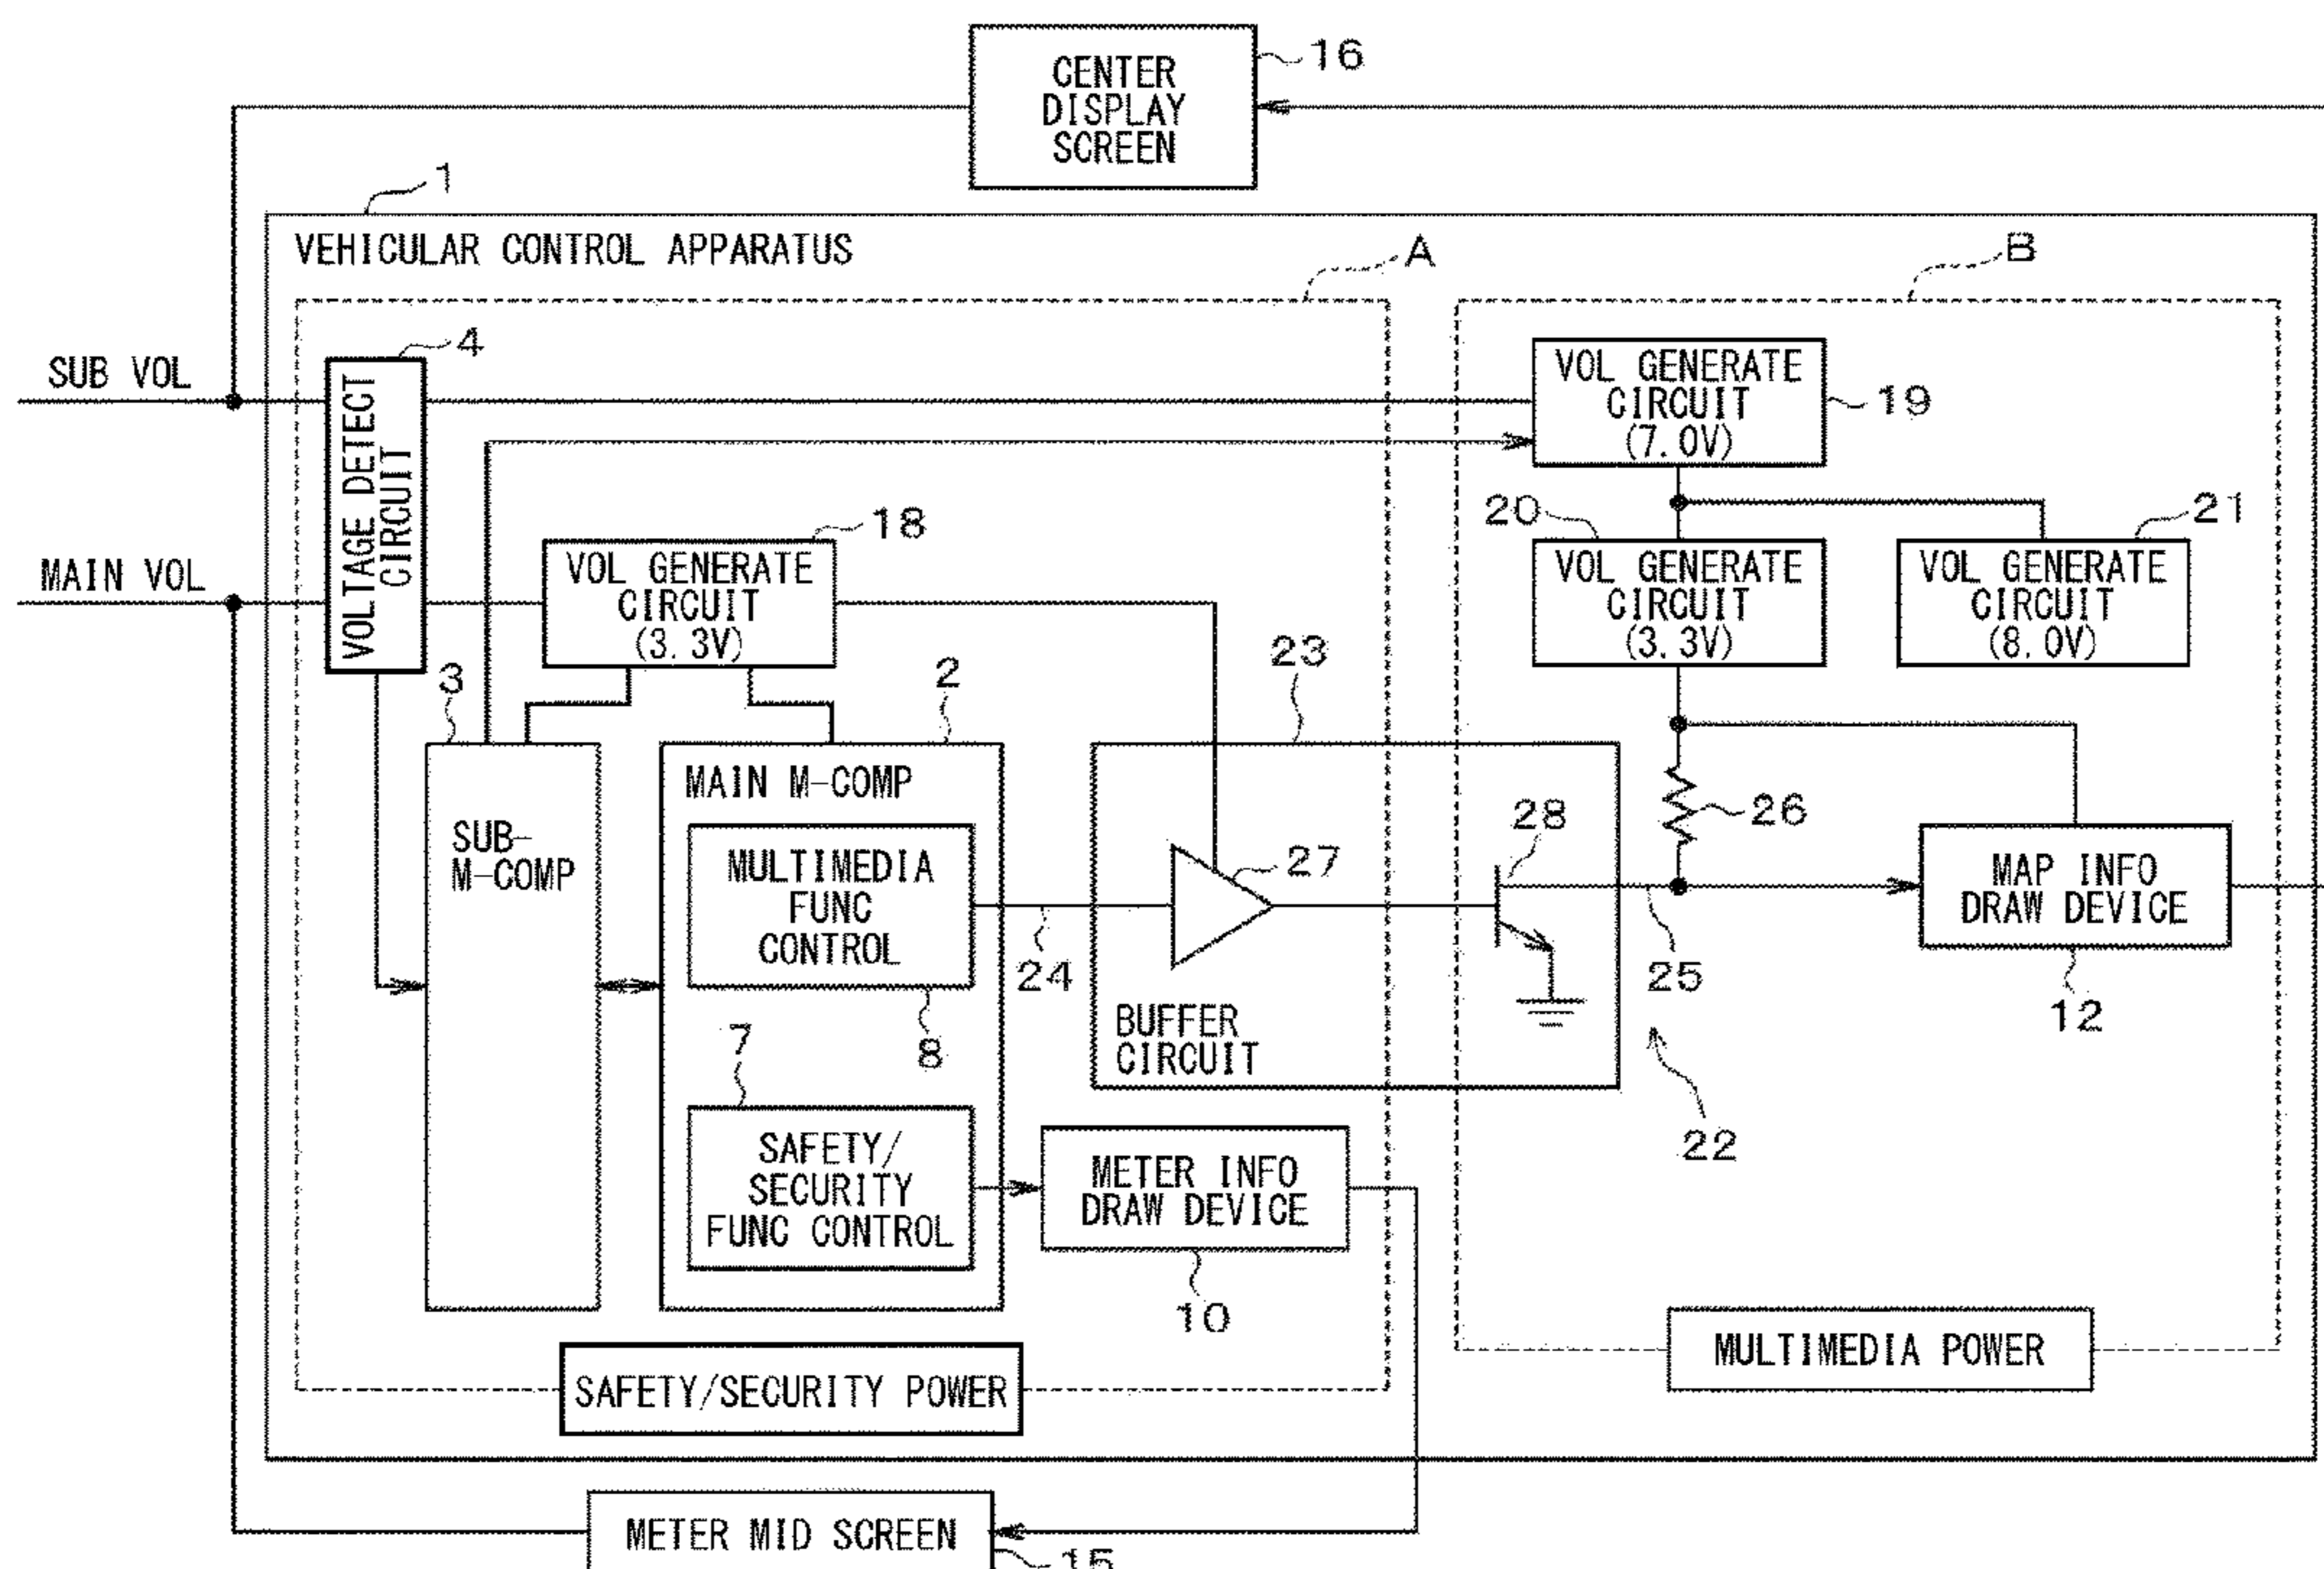 CENTER
DISPLAY
SCREEN
16
1
VEHICULAR CONTROL APPARATUS
A
B
SUB VOL
4
VOLTAGE DETECT
CIRCUIT
VOL GENERATE
CIRCUIT
(7.0V)
19
MAIN VOL
18
VOL GENERATE
CIRCUIT
(3.3V)
20
VOL GENERATE
CIRCUIT
(3.3V)
21
VOL GENERATE
CIRCUIT
(8.0V)
3
2
23
SUB-
M-COMP
MAIN M-COMP
MULTIMEDIA
FUNC
CONTROL
8
24
27
28
26
25
MAP INFO
DRAW DEVICE
12
BUFFER
CIRCUIT
22
7
SAFETY/
SECURITY
FUNC CONTROL
METER INFO
DRAW DEVICE
10
SAFETY/SECURITY POWER
MULTIMEDIA POWER
METER MID SCREEN
15